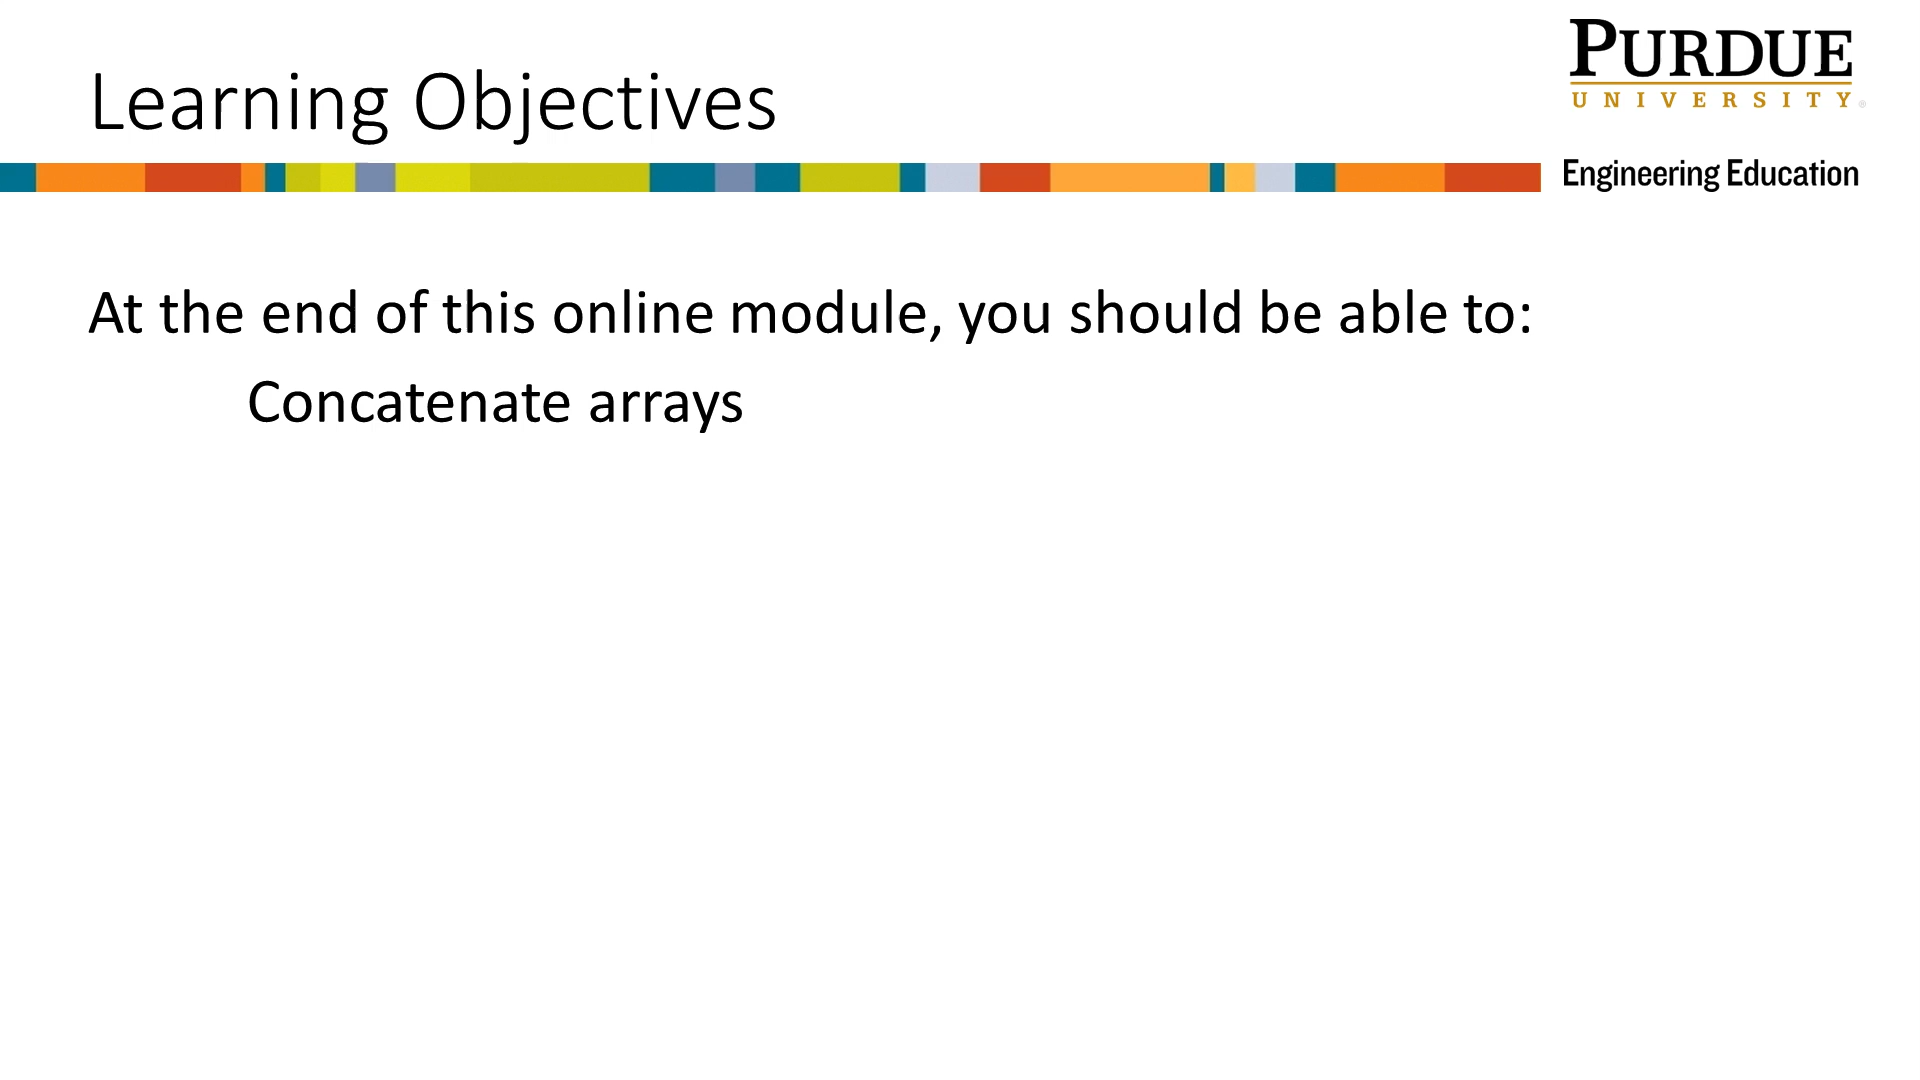 Learning Objectives
PURDUE
UNIVERSITY®
Engineering Education
At the end of this online module, you should be able to:
Concatenate arrays